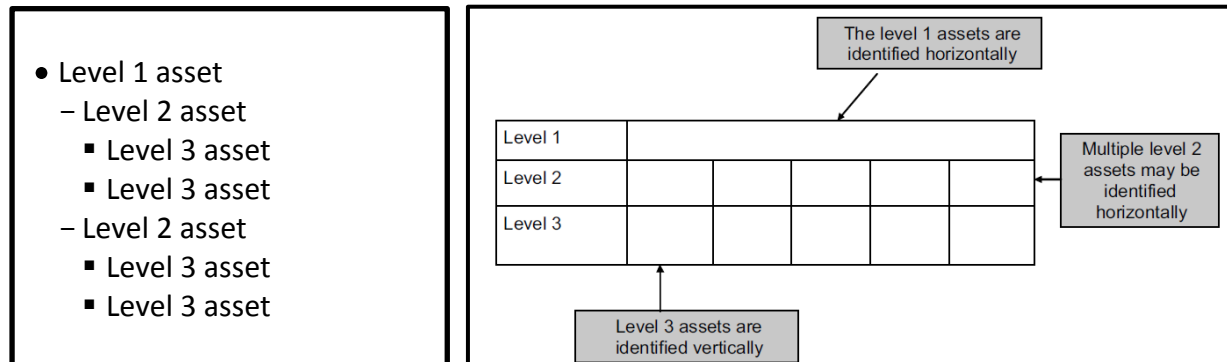 ● Level 1 asset
– Level 2 asset
▪ Level 3 asset
▪ Level 3 asset
– Level 2 asset
▪ Level 3 asset
▪ Level 3 asset
The level 1 assets are
identified horizontally
Level 1
Level 2
Level 3
Multiple level 2
assets may be
identified
horizontally
Level 3 assets are
identified vertically